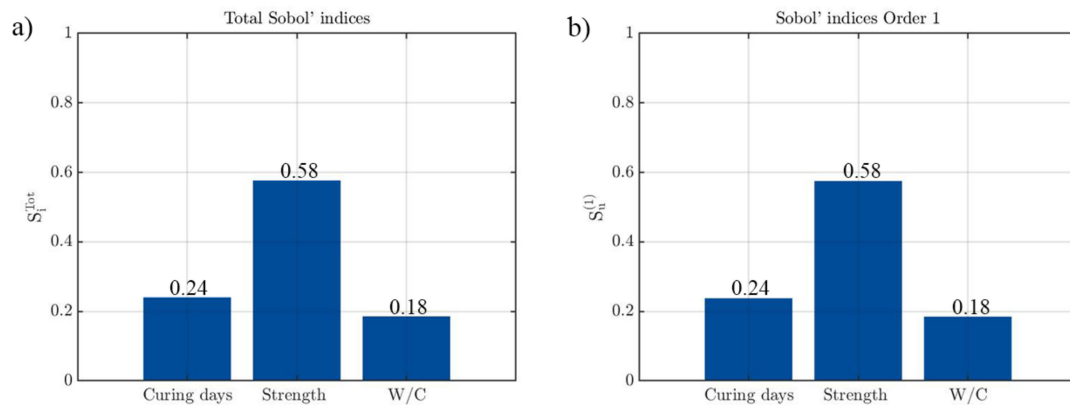 a)
Total Sobol' indices
1
0.8
0.6
0.4
0.2
0
S_i^Tot
0.24
0.58
0.18
Curing days
Strength
W/C
b)
Sobol' indices Order 1
1
0.8
0.6
0.4
0.2
0
S_u^(1)
0.24
0.58
0.18
Curing days
Strength
W/C